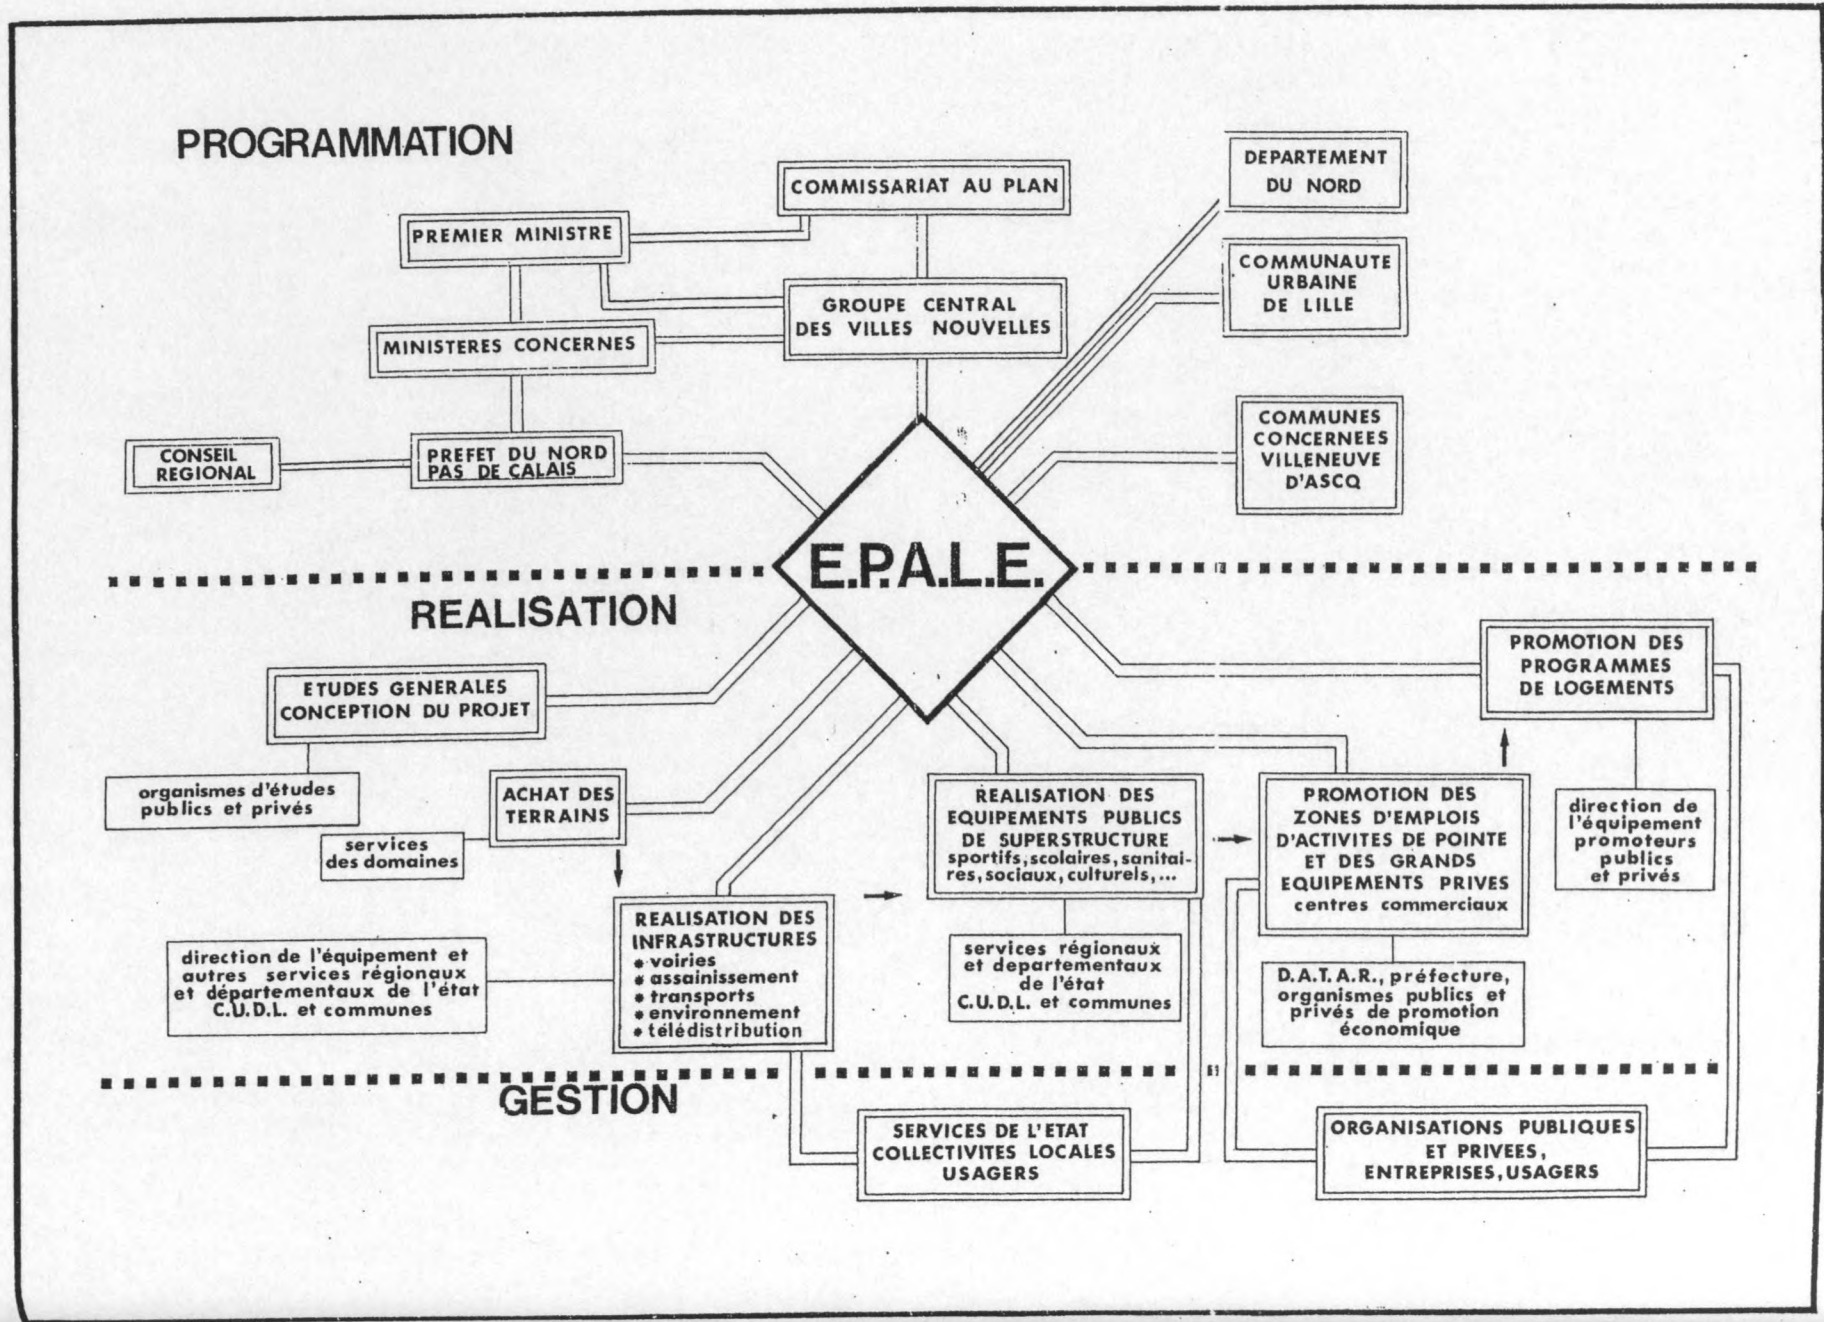 PROGRAMMATION
COMMISSARIAT AU PLAN
PREMIER MINISTRE
GROUPE CENTRAL
DES VILLES NOUVELLES
MINISTERES CONCERNES
CONSEIL
REGIONAL
PREFET DU NORD
PAS DE CALAIS
DEPARTEMENT
DU NORD
COMMUNAUTE
URBAINE
DE LILLE
COMMUNES
CONCERNEES
VILLENEUVE
D'ASCQ
E.P.A.L.E.
REALISATION
ETUDES GENERALES
CONCEPTION DU PROJET
organismes d'études
publics et privés
ACHAT DES
TERRAINS
services
des domaines
REALISATION DES
INFRASTRUCTURES
* voiries
* assainissement
* transports
* environnement
* télédistribution
direction de l'équipement et
autres services régionaux
et départementaux de l'état
C.U.D.L. et communes
REALISATION DES
EQUIPEMENTS PUBLICS
DE SUPERSTRUCTURE
sportifs, scolaires, sanitai-
res, sociaux, culturels, ...
services régionaux
et departementaux
de l'état
C.U.D.L. et communes
PROMOTION DES
ZONES D'EMPLOIS
D'ACTIVITES DE POINTE
ET DES GRANDS
EQUIPEMENTS PRIVES
centres commerciaux
D.A.T.A.R., préfecture,
organismes publics et
privés de promotion
économique
PROMOTION DES
PROGRAMMES
DE LOGEMENTS
direction de
l'équipement
promoteurs
publics
et privés
GESTION
SERVICES DE L'ETAT
COLLECTIVITES LOCALES
USAGERS
ORGANISATIONS PUBLIQUES
ET PRIVEES,
ENTREPRISES, USAGERS